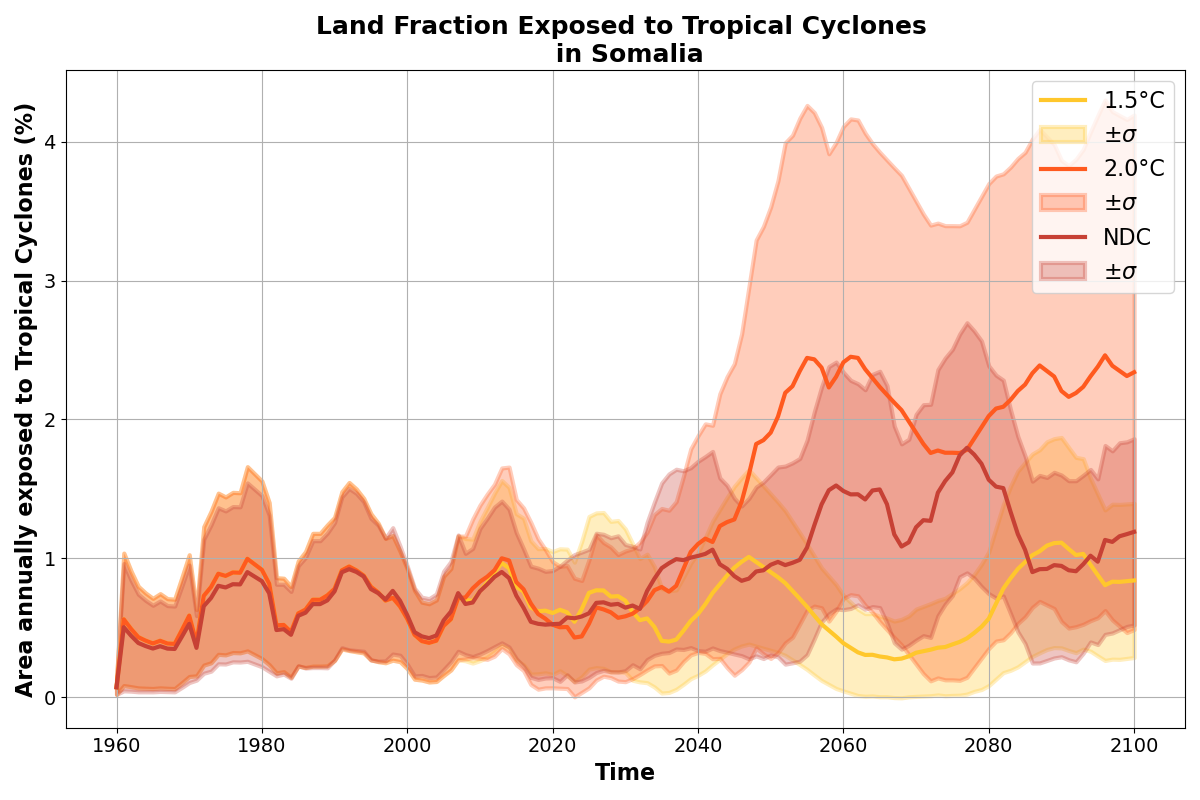 Land Fraction Exposed to Tropical Cyclones
in Somalia
Area annually exposed to Tropical Cyclones (%)
4
3
2
1
0
1960
1980
2000
2020
2040
2060
2080
2100
Time
1.5°C
±σ
2.0°C
±σ
NDC
±σ